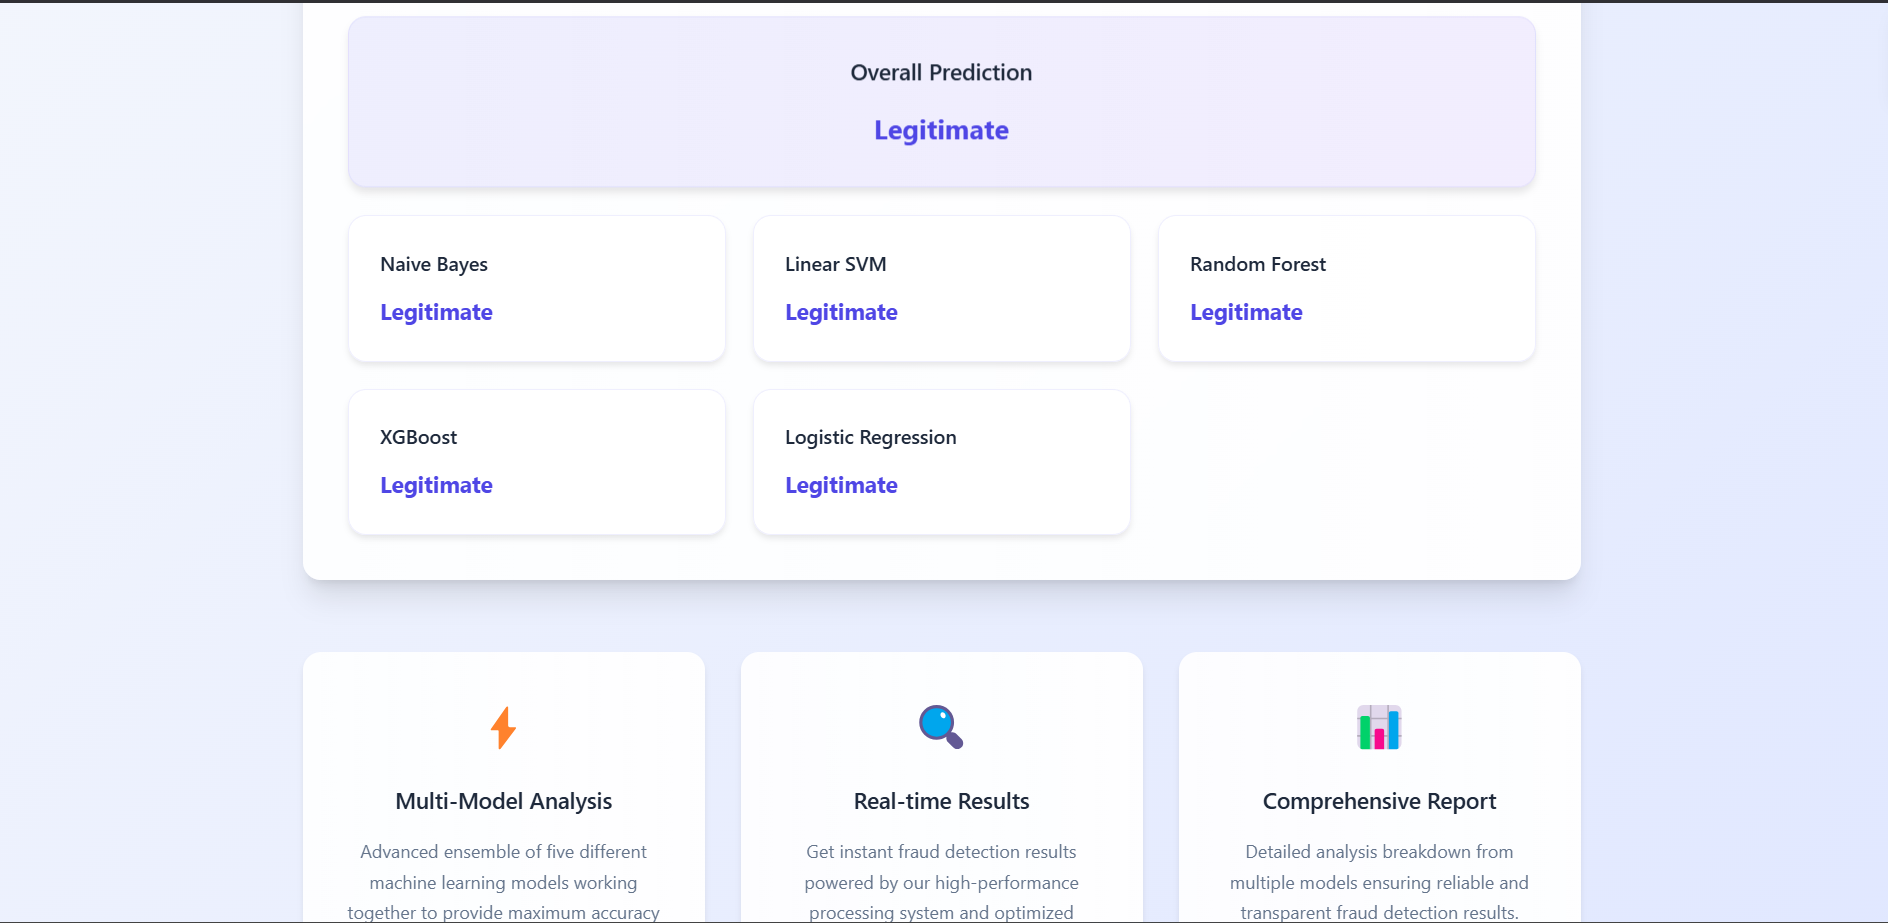 Overall Prediction
Legitimate
Naive Bayes
Legitimate
Linear SVM
Legitimate
Random Forest
Legitimate
XGBoost
Legitimate
Logistic Regression
Legitimate
Multi-Model Analysis
Advanced ensemble of five different
machine learning models working
together to provide maximum accuracy
Real-time Results
Get instant fraud detection results
powered by our high-performance
processing system and optimized
Comprehensive Report
Detailed analysis breakdown from
multiple models ensuring reliable and
transparent fraud detection results.